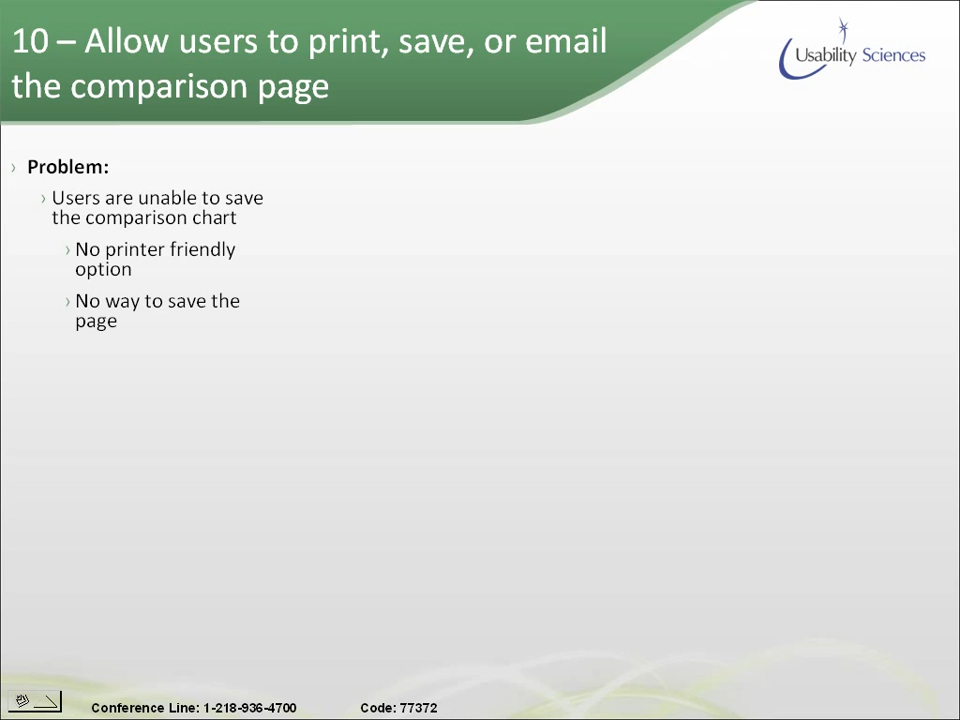 10 – Allow users to print, save, or email
the comparison page
Usability Sciences
› Problem:
› Users are unable to save
the comparison chart
› No printer friendly
option
› No way to save the
page
Conference Line: 1-218-936-4700 Code: 77372